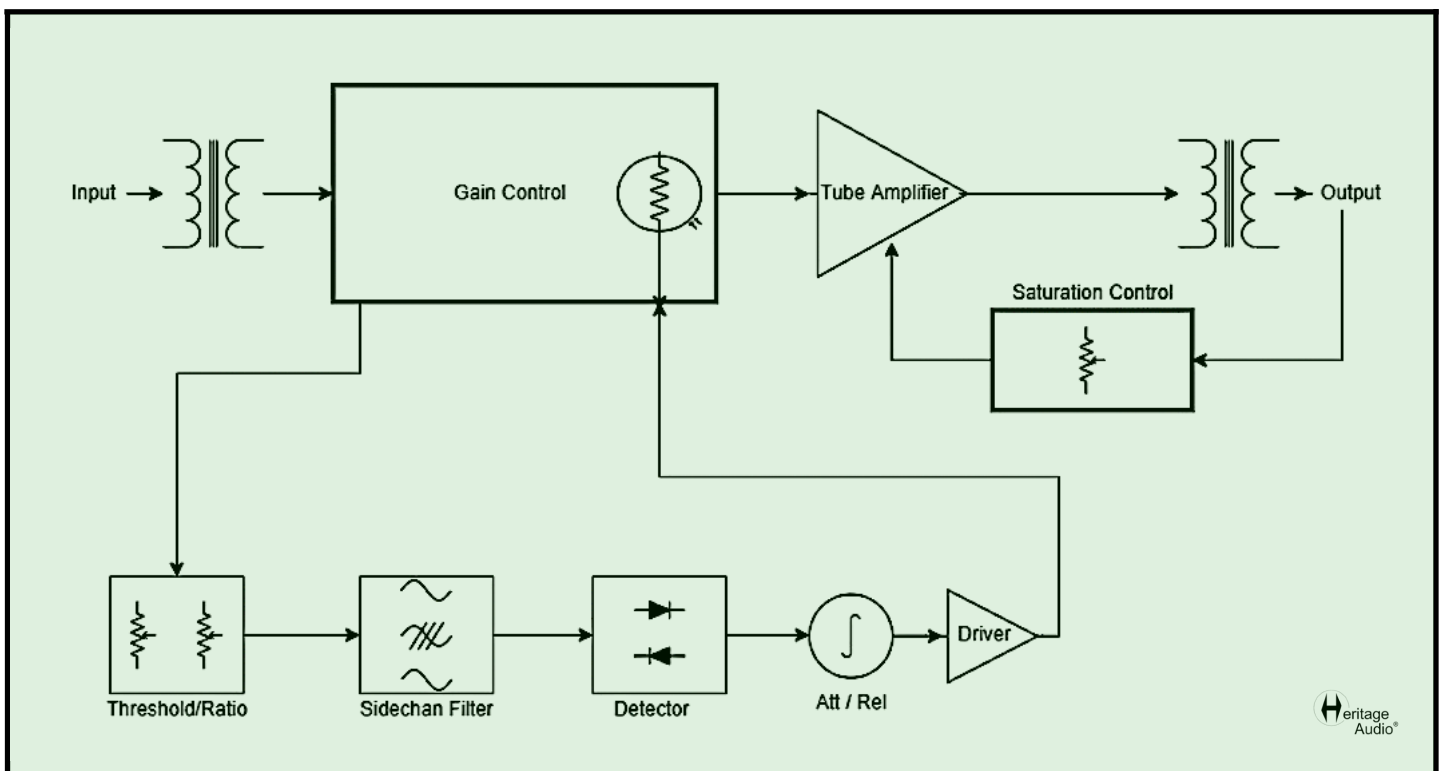 Input
Gain Control
Tube Amplifier
Output
Saturation Control
Driver
Threshold/Ratio
Sidechan Filter
Detector
Att / Rel
Heritage
Audio®